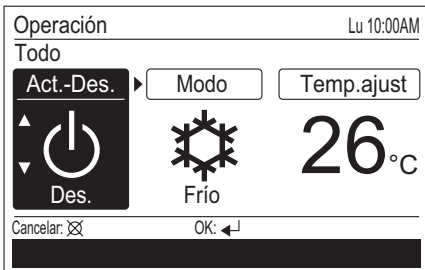 Operación Lu 10:00AM
Todo
Act.-Des. Modo Temp.ajust
26°C
Des. Frío
Cancelar: OK: